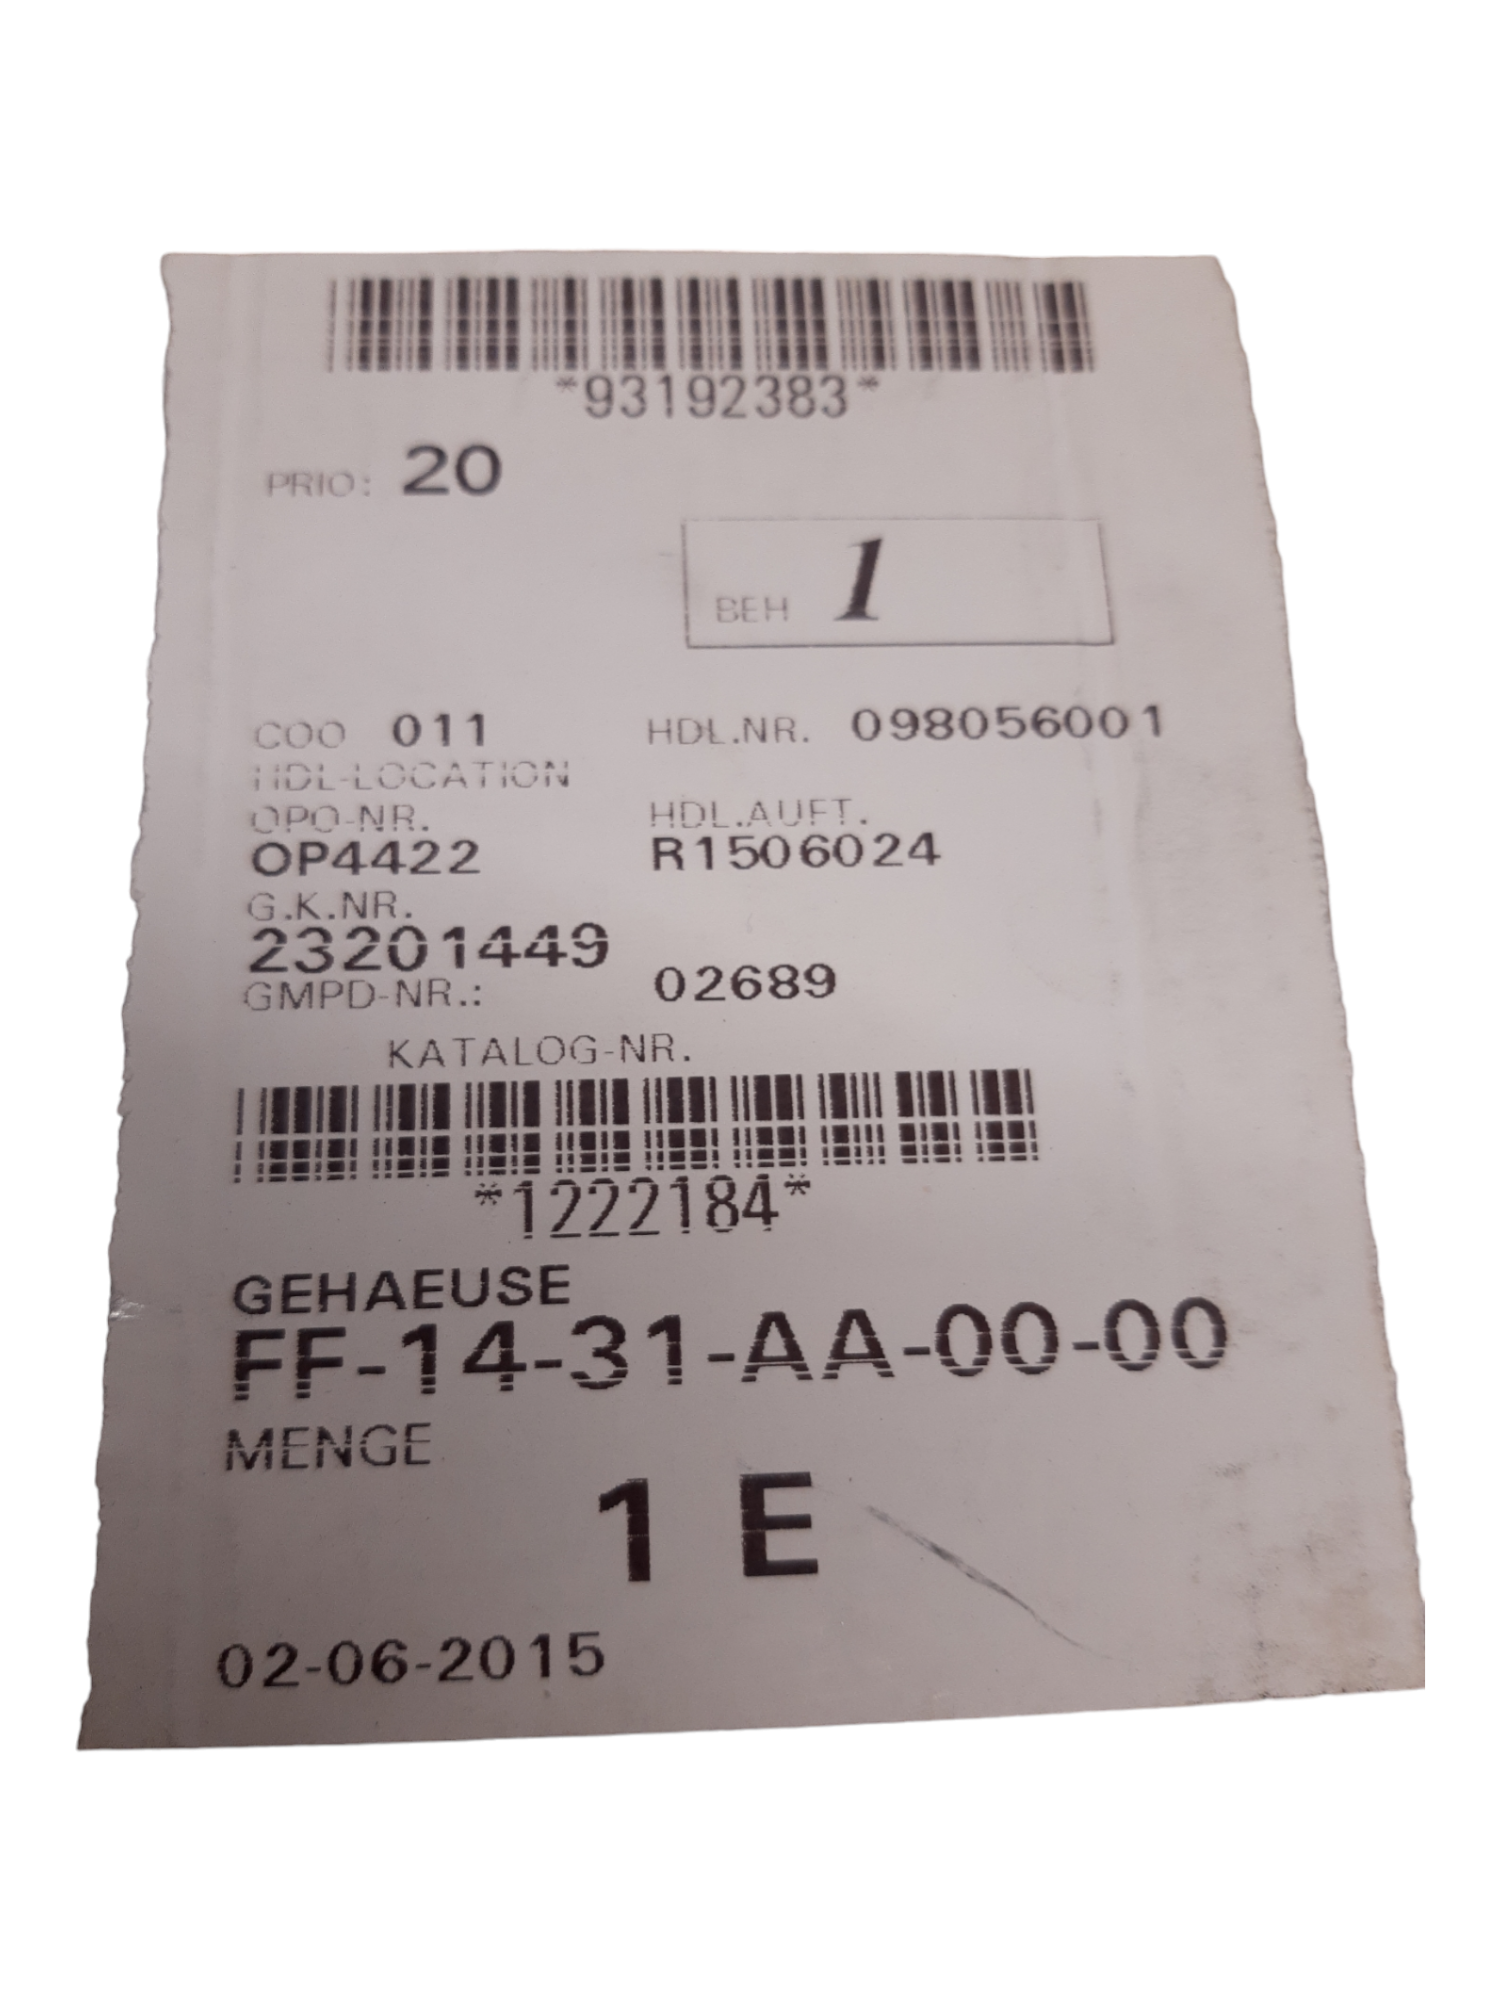 *93192383*
PRIO: 20
BEH 1
COO 011 HDL.NR. 098056001
HDL-LOCATION
OPO-NR. HDL.AUFT.
OP4422 R1506024
G.K.NR.
23201449
GMPD-NR.: 02689
KATALOG-NR.
*1222184*
GEHAEUSE
FF-14-31-AA-00-00
MENGE
1 E
02-06-2015